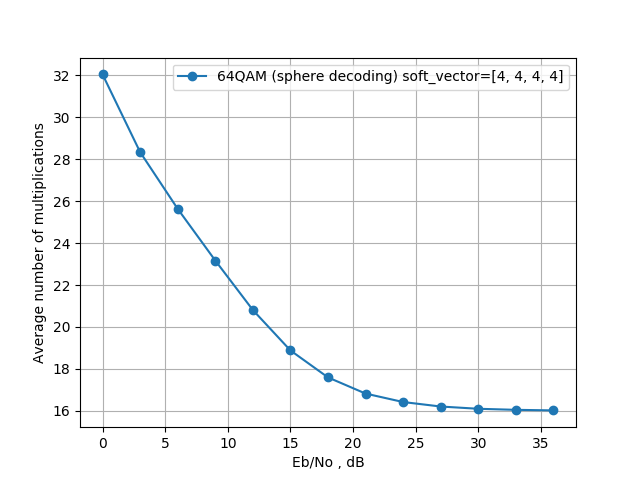 64QAM (sphere decoding) soft_vector=[4, 4, 4, 4]
32
30
28
26
24
22
20
18
16
Average number of multiplications
0 5 10 15 20 25 30 35
Eb/No , dB